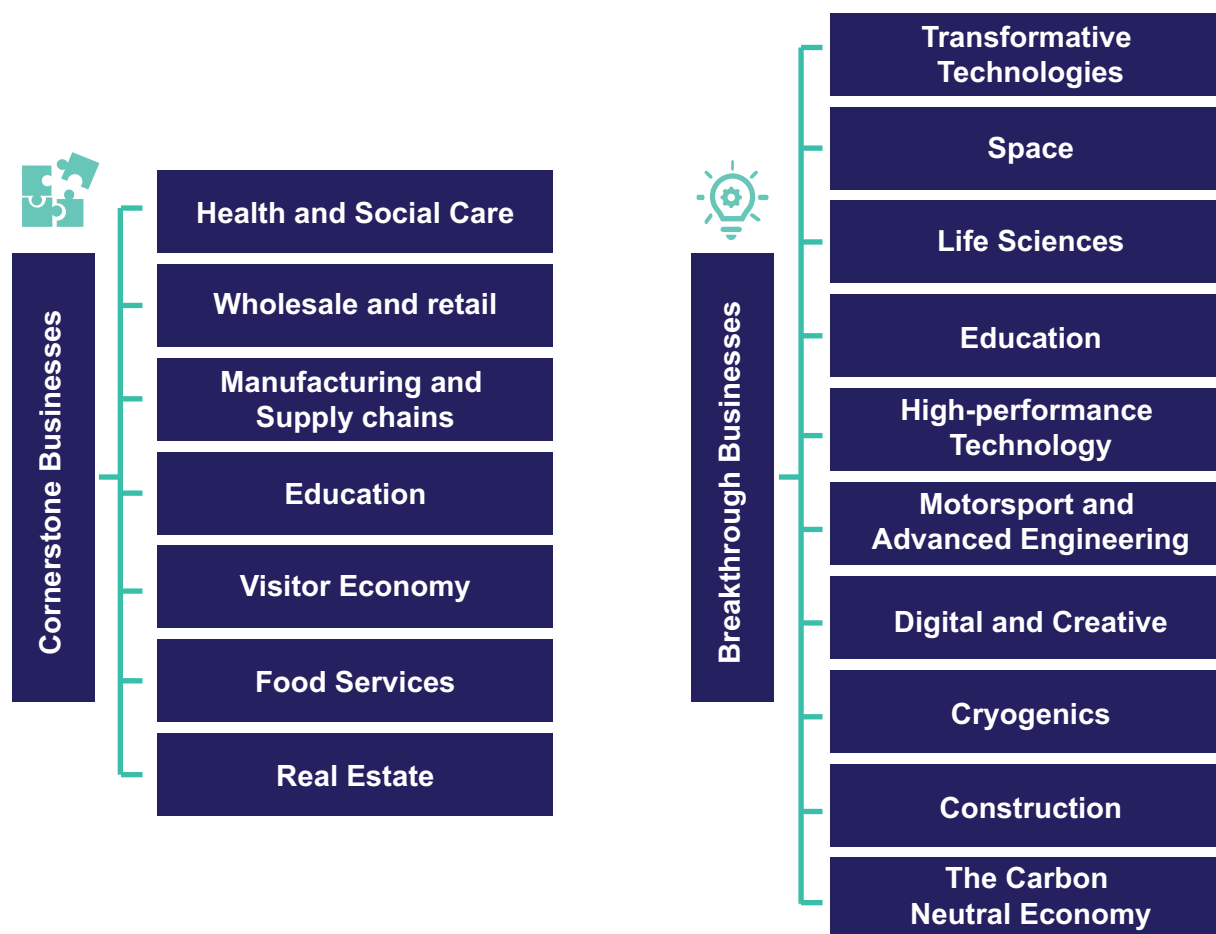 Cornerstone Businesses
Health and Social Care
Wholesale and retail
Manufacturing and
Supply chains
Education
Visitor Economy
Food Services
Real Estate
Breakthrough Businesses
Transformative
Technologies
Space
Life Sciences
Education
High-performance
Technology
Motorsport and
Advanced Engineering
Digital and Creative
Cryogenics
Construction
The Carbon
Neutral Economy